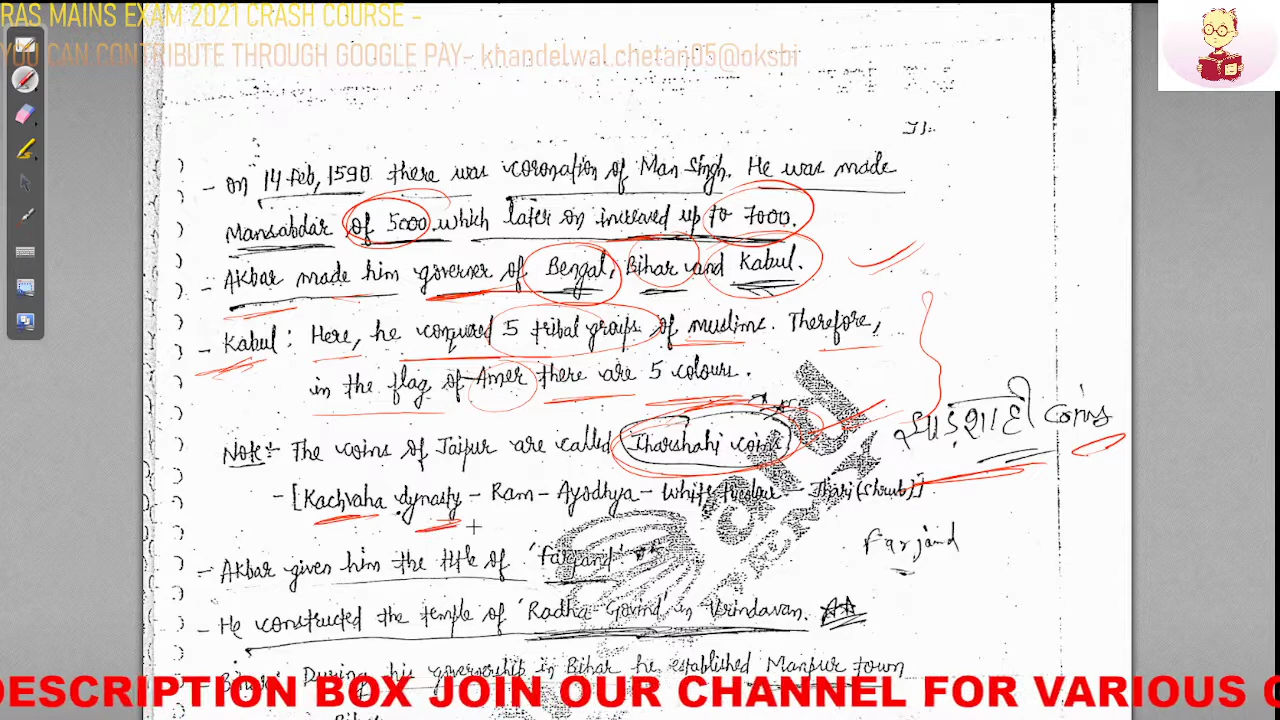 RAS MAINS EXAM 2021 CRASH COURSE -
YOU CAN CONTRIBUTE THROUGH GOOGLE PAY- khandelwal.chetan05@oksbi
- On 14 Feb, 1590 there was coronation of Man Singh. He was made
Mansabdar of 5000 which later on increased up to 7000.
- Akbar made him governer of Bengal, Bihar and Kabul.
- Kabul : Here, he conquered 5 tribal groups of muslims. Therefore,
in the flag of Amer there are 5 colours.
Note:- The coins of Jaipur are called Jharshahi coins
झाड़शाही coins
- [Kachvaha dynasty - Ram - Ayodhya - White - Jhari (Shrub)]
Farjand
- Akbar given him the title of 'farjand'
- He constructed the temple of 'Radha-Govind' in Vrindavan.
- During his governership in Bihar he established Manpur town
Bihar
DESCRIPTION BOX JOIN OUR CHANNEL FOR VARIOUS